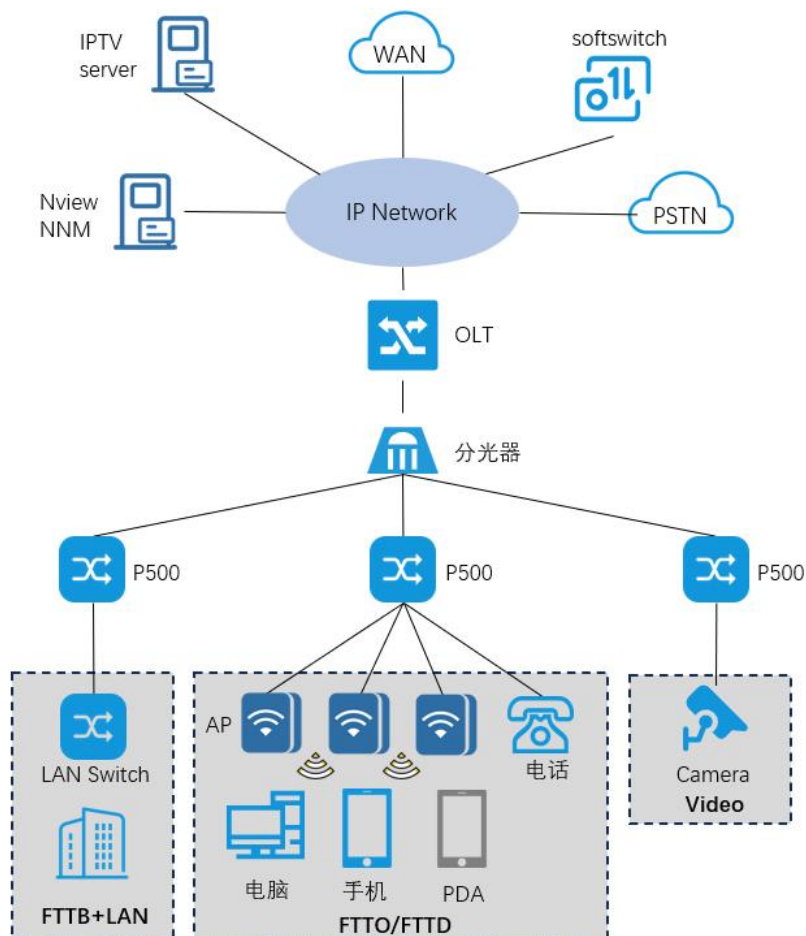 IPTV
server
WAN
softswitch
Nview
NNM
IP Network
PSTN
OLT
分光器
P500
P500
P500
AP
LAN Switch
电话
Camera
Video
电脑
手机
PDA
FTTB+LAN
FTTO/FTTD